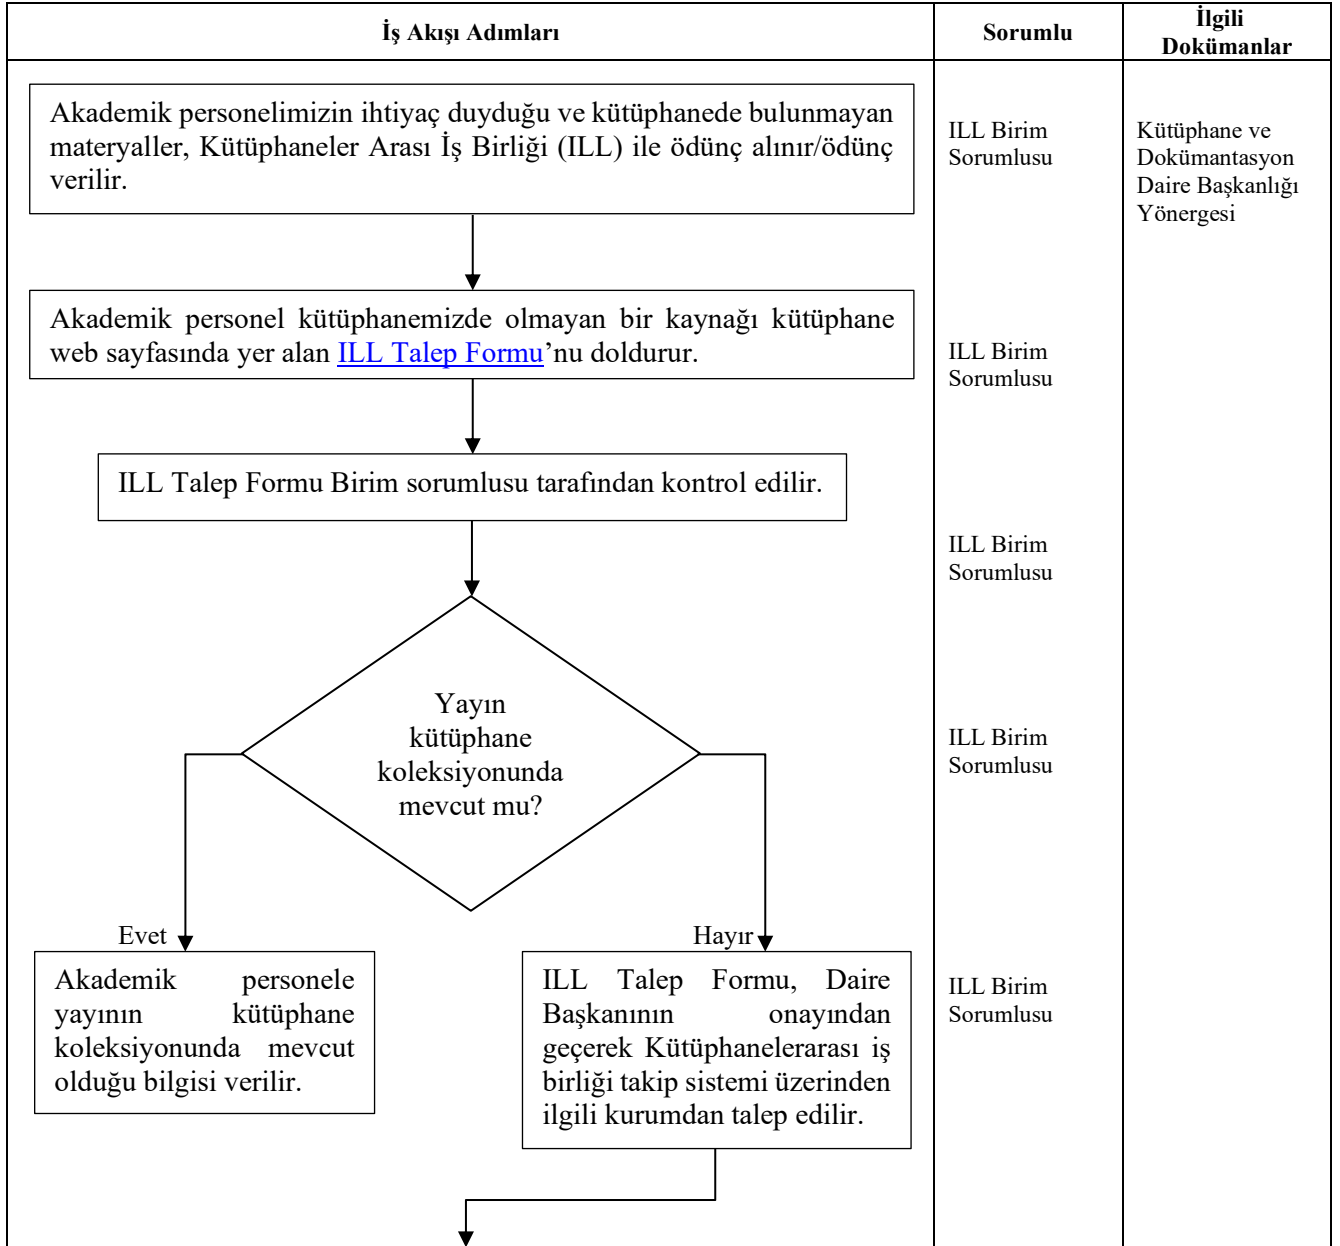 İş Akışı Adımları
Sorumlu
İlgili
Dokümanlar
Akademik personelimizin ihtiyaç duyduğu ve kütüphanede bulunmayan
materyaller, Kütüphaneler Arası İş Birliği (ILL) ile ödünç alınır/ödünç
verilir.
ILL Birim
Sorumlusu
Kütüphane ve
Dokümantasyon
Daire Başkanlığı
Yönergesi
Akademik personel kütüphanemizde olmayan bir kaynağı kütüphane
web sayfasında yer alan ILL Talep Formu’nu doldurur.
ILL Birim
Sorumlusu
ILL Talep Formu Birim sorumlusu tarafından kontrol edilir.
ILL Birim
Sorumlusu
Yayın
kütüphane
koleksiyonunda
mevcut mu?
ILL Birim
Sorumlusu
Evet
Hayır
Akademik personele
yayının kütüphane
koleksiyonunda mevcut
olduğu bilgisi verilir.
ILL Talep Formu, Daire
Başkanının onayından
geçerek Kütüphanelerarası iş
birliği takip sistemi üzerinden
ilgili kurumdan talep edilir.
ILL Birim
Sorumlusu